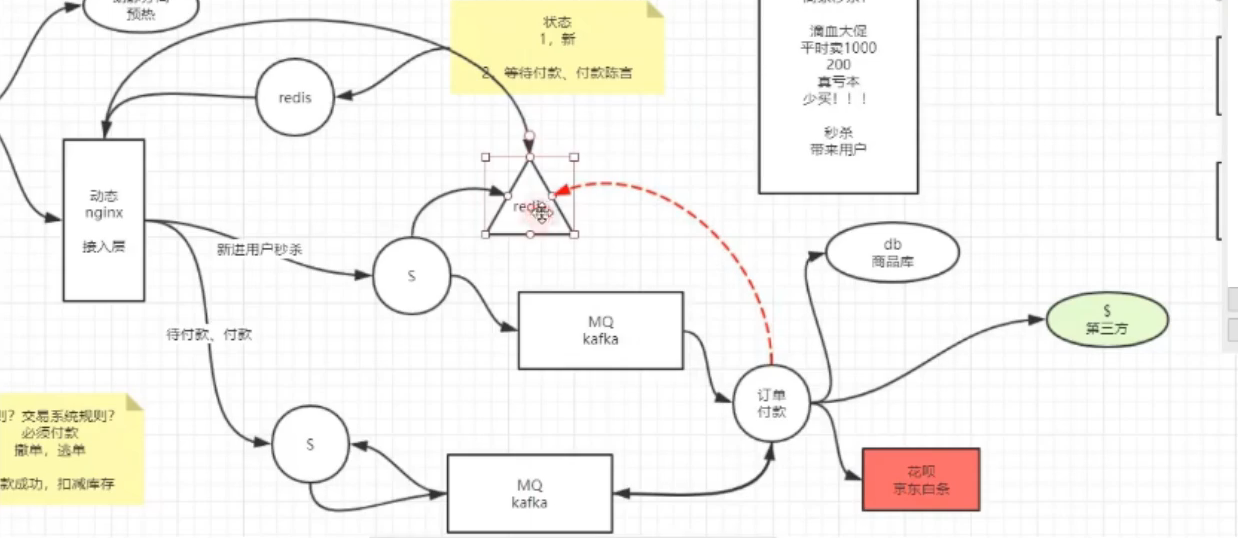 预热
状态
1，新
2、等待付款、付款陈言
redis
滴血大促
平时卖1000
200
真亏本
少买！！！
秒杀
带来用户
动态
nginx
接入层
redis
新进用户秒杀
S
db
商品库
MQ
kafka
$
第三方
待付款、付款
订单
付款
则？交易系统规则？
必须付款
撤单，逃单
款成功，扣减库存
S
MQ
kafka
花呗
京东白条